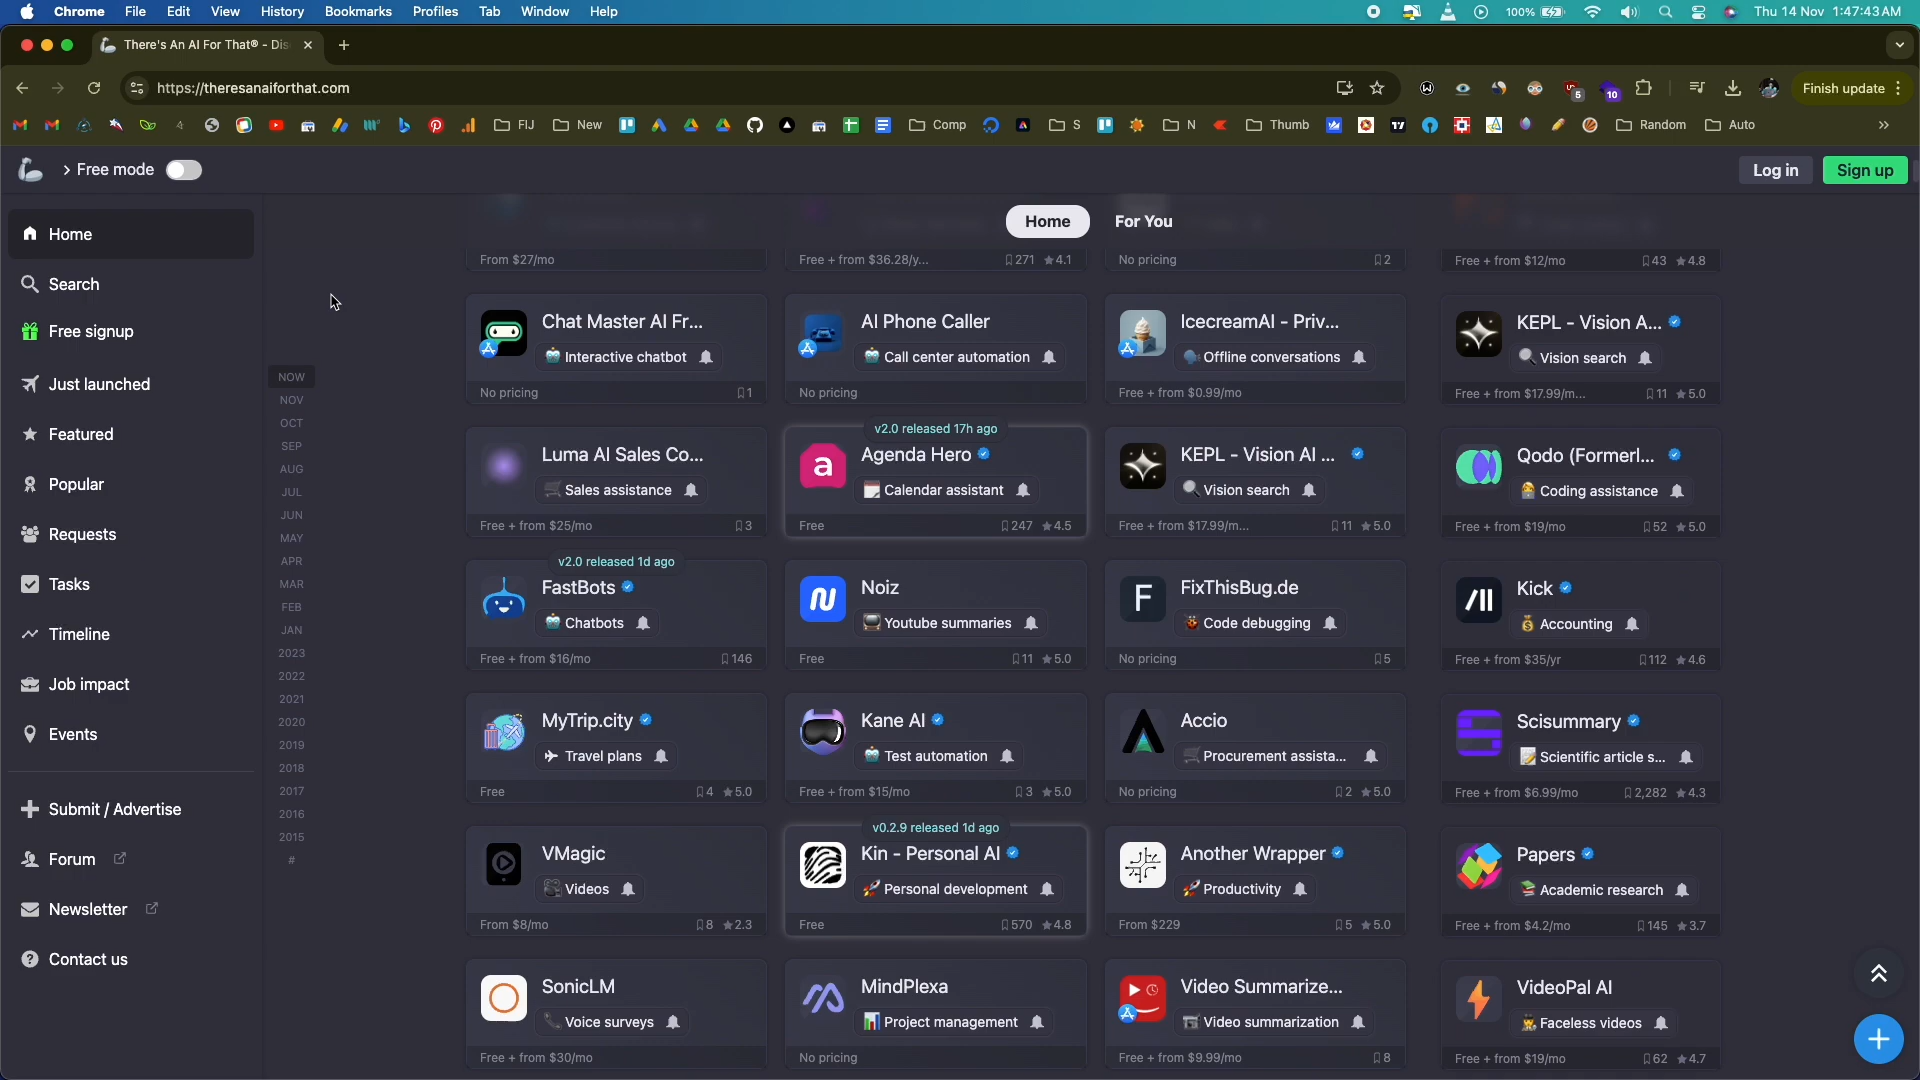 Chrome File Edit View History Bookmarks Profiles Tab Window Help
100% Thu 14 Nov 1:47:43 AM
There's An AI For That® - Dis
https://theresanaiforthat.com
5 10 Finish update
FIJ New Comp S N Thumb Random Auto
> Free mode
Log in Sign up
Home
Search
Free signup
Just launched
Featured
Popular
Requests
Tasks
Timeline
Job impact
Events
Submit / Advertise
Forum
Newsletter
Contact us
NOW
NOV
OCT
SEP
AUG
JUL
JUN
MAY
APR
MAR
FEB
JAN
2023
2022
2021
2020
2019
2018
2017
2016
2015
#
Home For You
From $27/mo
Free + from $36.28/y... 271 4.1
No pricing 2
Free + from $12/mo 43 4.8
Chat Master AI Fr...
Interactive chatbot
No pricing 1
AI Phone Caller
Call center automation
No pricing
IcecreamAI - Priv...
Offline conversations
Free + from $0.99/mo
KEPL - Vision A...
Vision search
Free + from $17.99/m... 11 5.0
Luma AI Sales Co...
Sales assistance
Free + from $25/mo 3
v2.0 released 17h ago
a
Agenda Hero
Calendar assistant
Free 247 4.5
KEPL - Vision AI ...
Vision search
Free + from $17.99/m... 11 5.0
Qodo (Formerl...
Coding assistance
Free + from $19/mo 52 5.0
v2.0 released 1d ago
FastBots
Chatbots
Free + from $16/mo 146
Noiz
Youtube summaries
Free 11 5.0
F
FixThisBug.de
Code debugging
No pricing 5
Kick
Accounting
Free + from $35/yr 112 4.6
MyTrip.city
Travel plans
Free 4 5.0
Kane AI
Test automation
Free + from $15/mo 3 5.0
Accio
Procurement assista...
No pricing 2 5.0
Scisummary
Scientific article s...
Free + from $6.99/mo 2,282 4.3
VMagic
Videos
From $8/mo 8 2.3
v0.2.9 released 1d ago
Kin - Personal AI
Personal development
Free 570 4.8
Another Wrapper
Productivity
From $229 5 5.0
Papers
Academic research
Free + from $4.2/mo 145 3.7
SonicLM
Voice surveys
Free + from $30/mo
MindPlexa
Project management
No pricing
Video Summarize...
Video summarization
Free + from $9.99/mo 8
VideoPal AI
Faceless videos
Free + from $19/mo 62 4.7